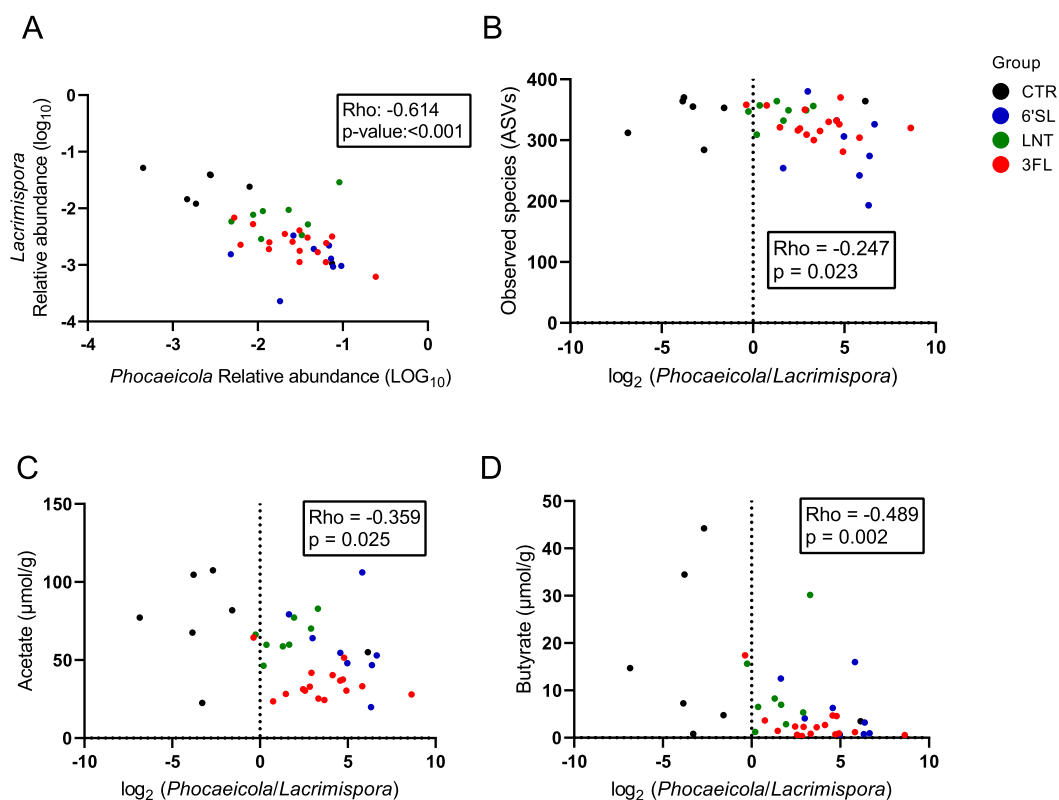 A
Rho: -0.614
p-value:<0.001
Lacrimispora
Relative abundance (log10)
0
-1
-2
-3
-4
-4 -3 -2 -1 0
Phocaeicola Relative abundance (LOG10)
B
Rho = -0.247
p = 0.023
Observed species (ASVs)
400
300
200
100
0
-10 -5 0 5 10
log2 (Phocaeicola/Lacrimispora)
Group
CTR
6'SL
LNT
3FL
C
Rho = -0.359
p = 0.025
Acetate (µmol/g)
150
100
50
0
-10 -5 0 5 10
log2 (Phocaeicola/Lacrimispora)
D
Rho = -0.489
p = 0.002
Butyrate (µmol/g)
50
40
30
20
10
0
-10 -5 0 5 10
log2 (Phocaeicola/Lacrimispora)